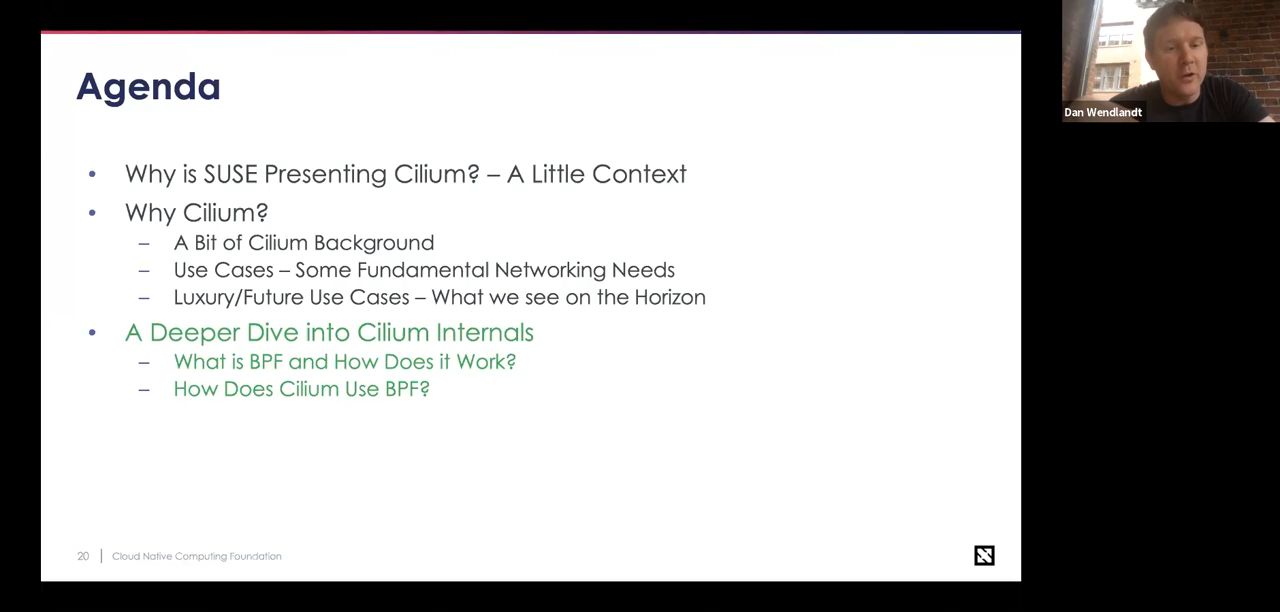 Agenda
• Why is SUSE Presenting Cilium? – A Little Context
• Why Cilium?
– A Bit of Cilium Background
– Use Cases – Some Fundamental Networking Needs
– Luxury/Future Use Cases – What we see on the Horizon
• A Deeper Dive into Cilium Internals
– What is BPF and How Does it Work?
– How Does Cilium Use BPF?
20 | Cloud Native Computing Foundation
Dan Wendlandt